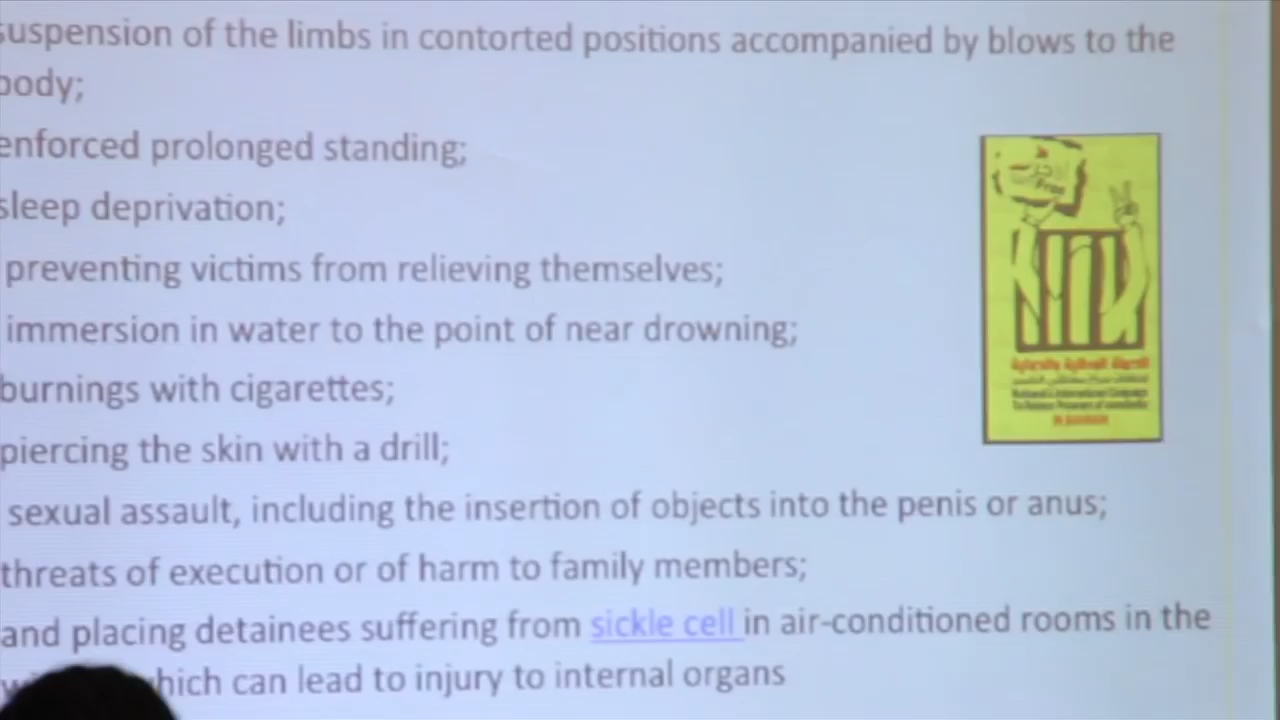 suspension of the limbs in contorted positions accompanied by blows to the
body;
enforced prolonged standing;
sleep deprivation;
preventing victims from relieving themselves;
immersion in water to the point of near drowning;
burnings with cigarettes;
piercing the skin with a drill;
sexual assault, including the insertion of objects into the penis or anus;
threats of execution or of harm to family members;
and placing detainees suffering from sickle cell in air-conditioned rooms in the
which can lead to injury to internal organs
Free